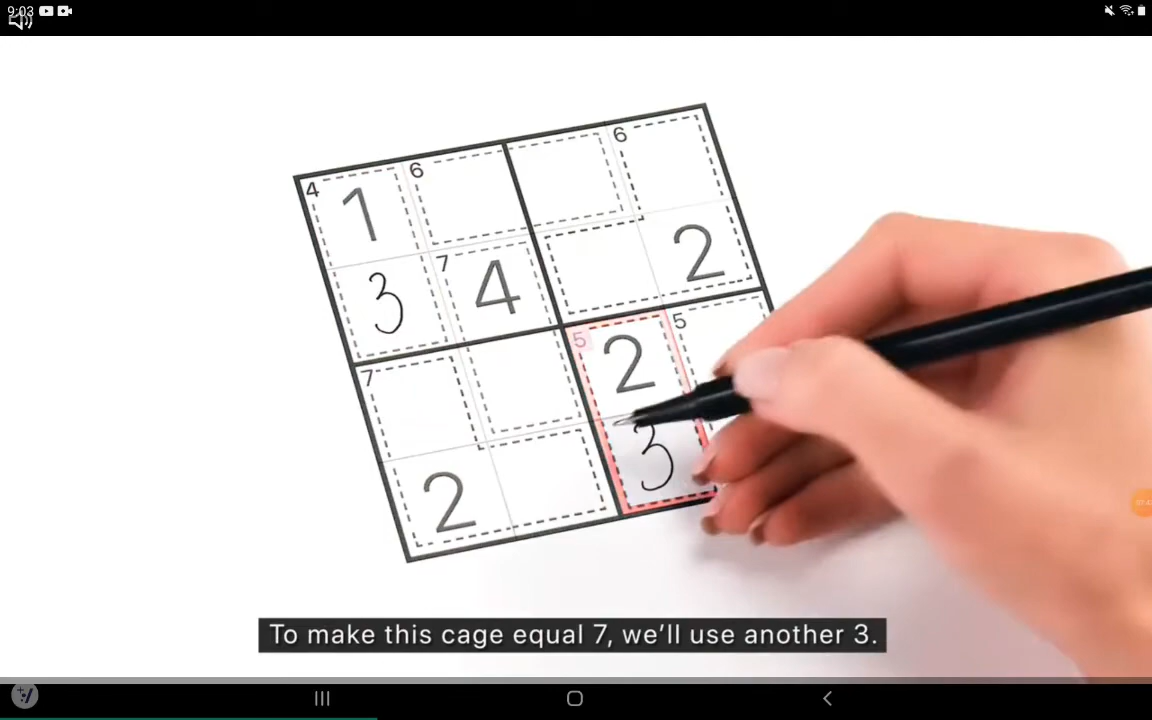 9:03
4 1 6 6
3 7 4 2
7 5 2 5
2 3
To make this cage equal 7, we'll use another 3.